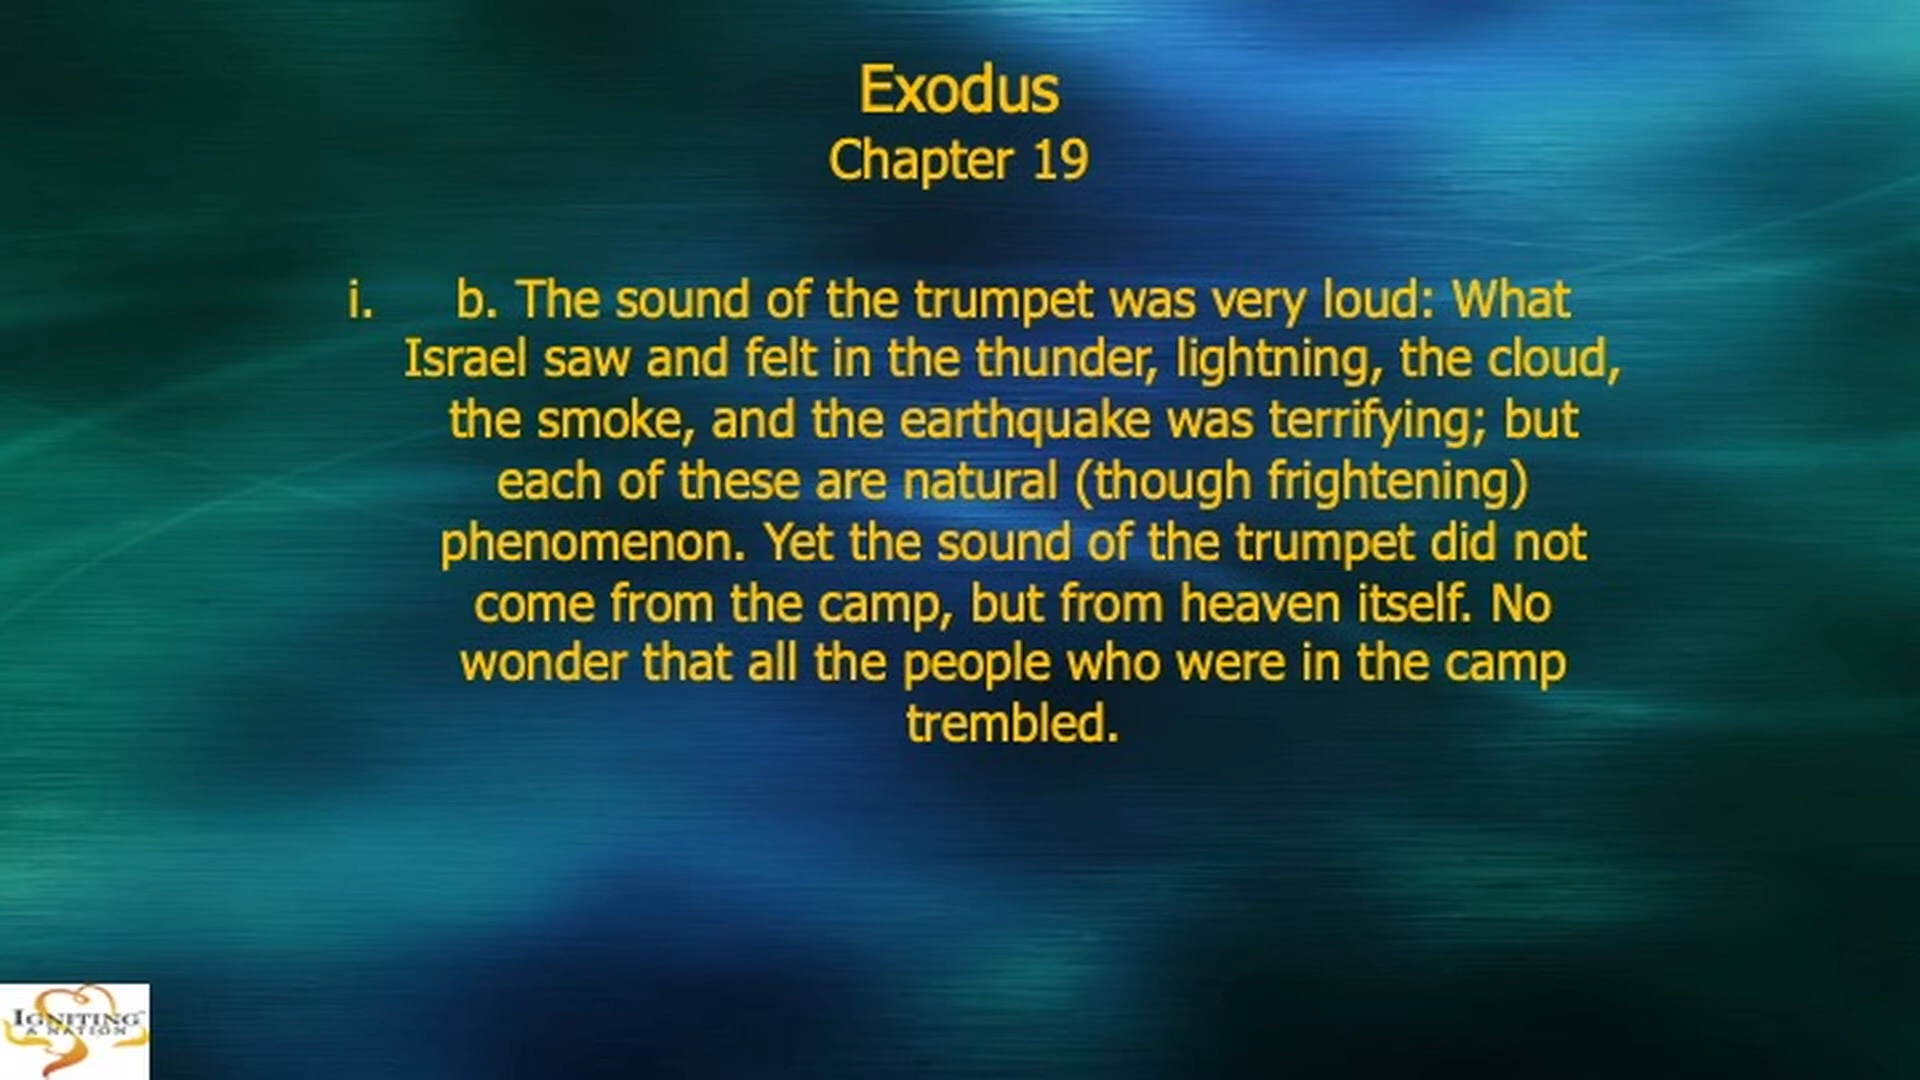 Exodus
Chapter 19
i. b. The sound of the trumpet was very loud: What
Israel saw and felt in the thunder, lightning, the cloud,
the smoke, and the earthquake was terrifying; but
each of these are natural (though frightening)
phenomenon. Yet the sound of the trumpet did not
come from the camp, but from heaven itself. No
wonder that all the people who were in the camp
trembled.
IGNITING
A NATION